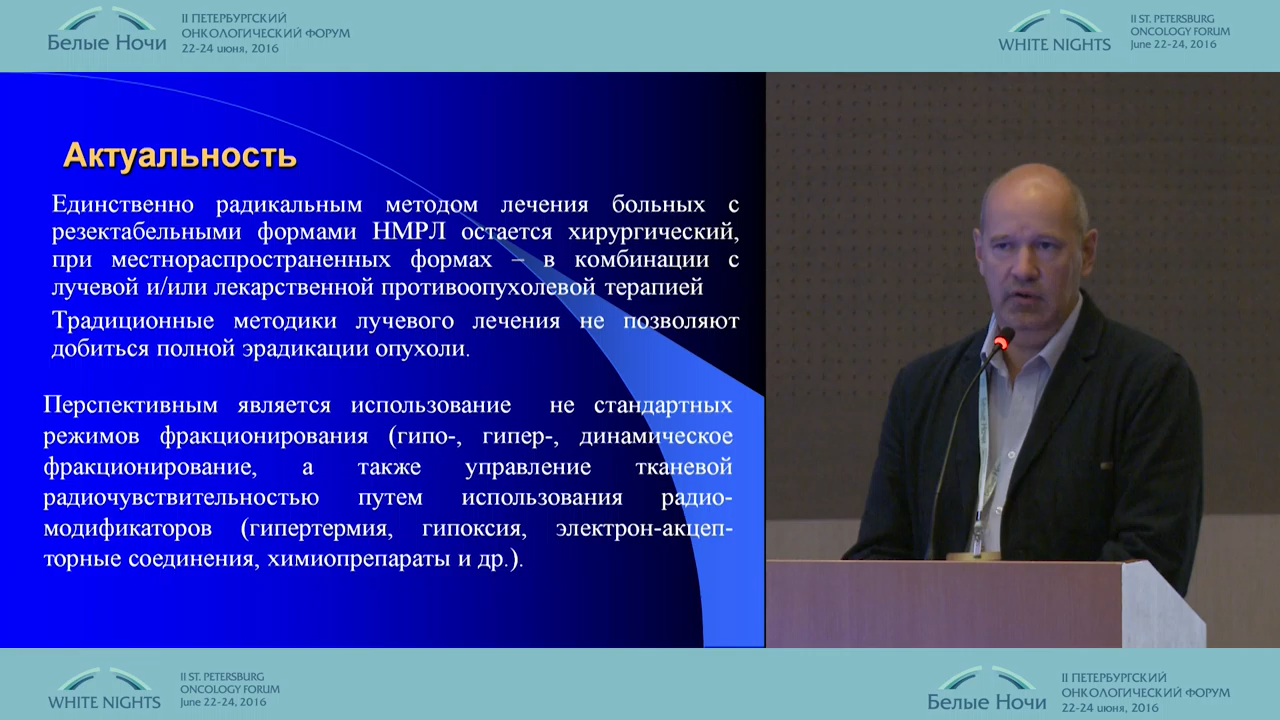 Белые Ночи
II ПЕТЕРБУРГСКИЙ
ОНКОЛОГИЧЕСКИЙ ФОРУМ
22-24 июня, 2016
WHITE NIGHTS
II ST. PETERSBURG
ONCOLOGY FORUM
June 22-24, 2016
Актуальность
Единственно радикальным методом лечения больных с
резектабельными формами НМРЛ остается хирургический,
при местнораспространенных формах – в комбинации с
лучевой и/или лекарственной противоопухолевой терапией
Традиционные методики лучевого лечения не позволяют
добиться полной эрадикации опухоли.
Перспективным является использование не стандартных
режимов фракционирования (гипо-, гипер-, динамическое
фракционирование, а также управление тканевой
радиочувствительностью путем использования радио-
модификаторов (гипертермия, гипоксия, электрон-акцеп-
торные соединения, химиопрепараты и др.).
WHITE NIGHTS
II ST. PETERSBURG
ONCOLOGY FORUM
June 22-24, 2016
Белые Ночи
II ПЕТЕРБУРГСКИЙ
ОНКОЛОГИЧЕСКИЙ ФОРУМ
22-24 июня, 2016